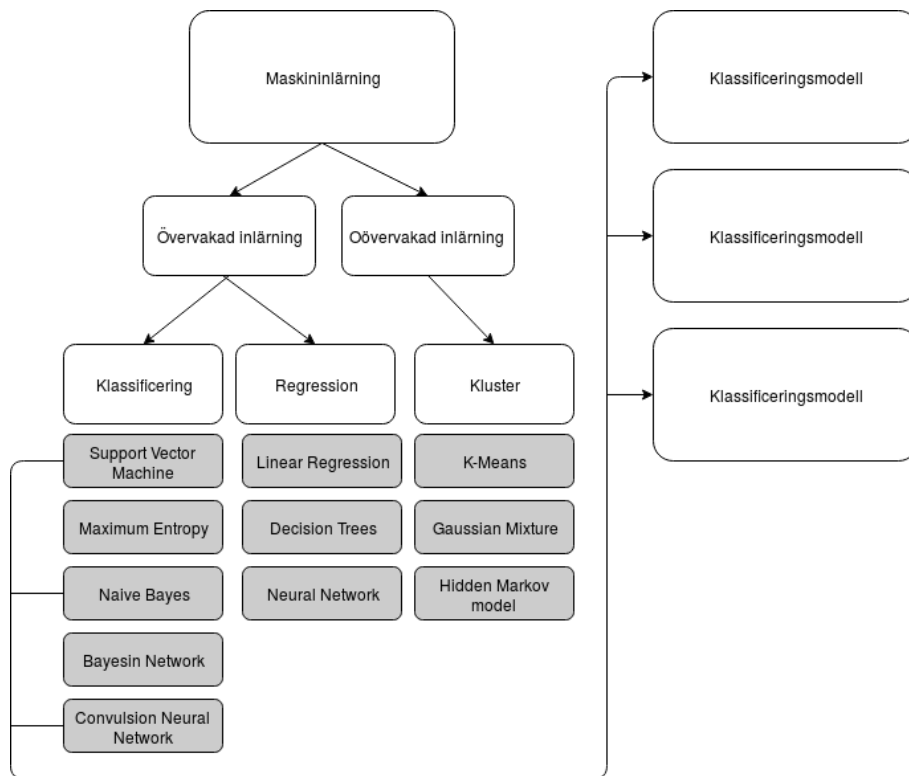 Maskininlärning
Klassificeringsmodell
Övervakad inlärning
Oövervakad inlärning
Klassificeringsmodell
Klassificering
Regression
Kluster
Klassificeringsmodell
Support Vector
Machine
Linear Regression
K-Means
Maximum Entropy
Decision Trees
Gaussian Mixture
Naive Bayes
Neural Network
Hidden Markov
model
Bayesin Network
Convulsion Neural
Network